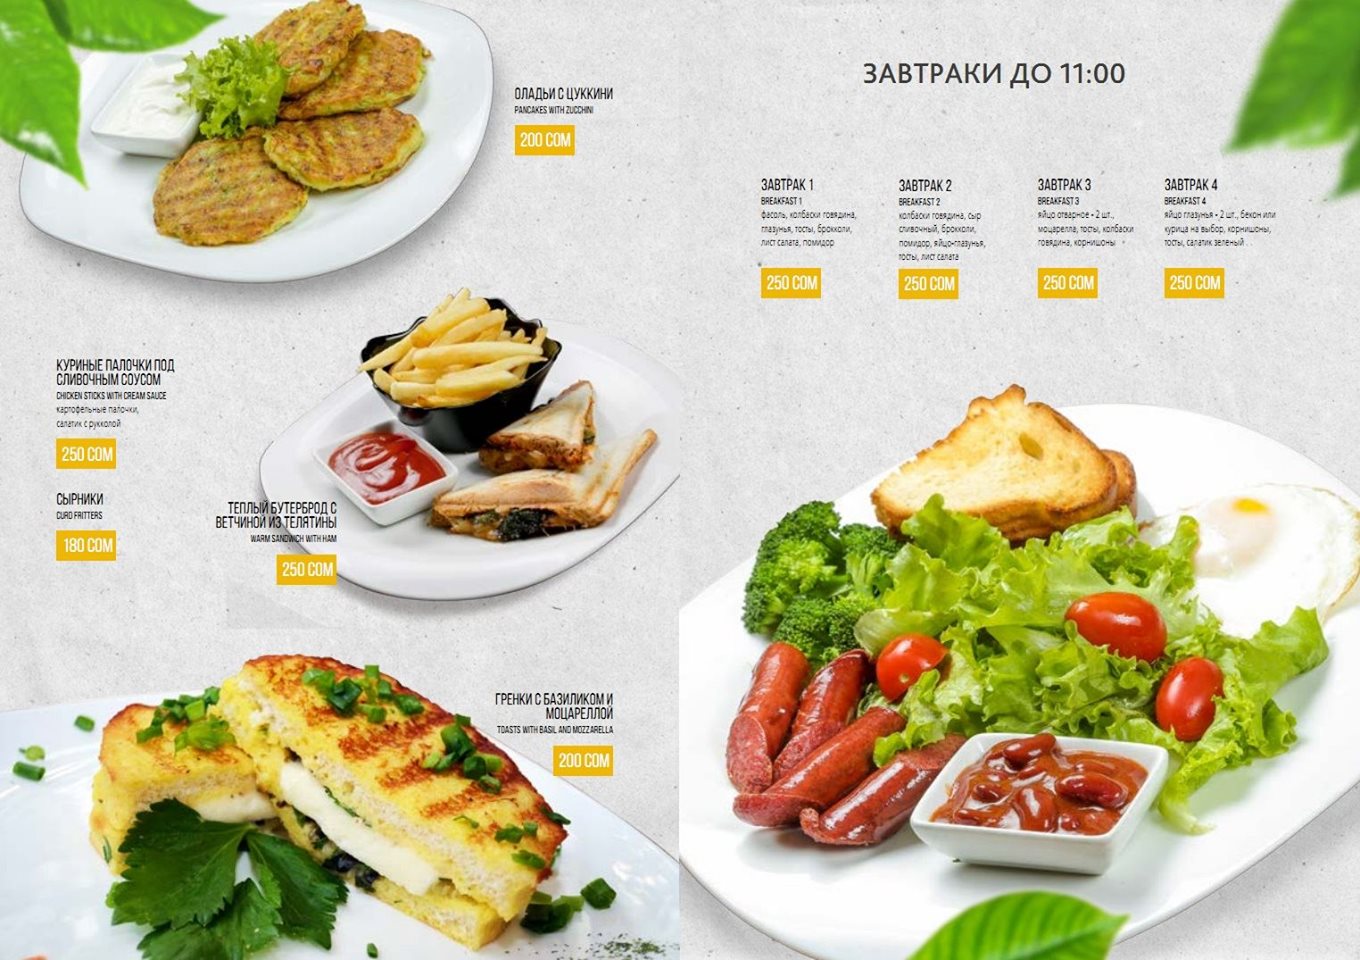 ОЛАДЬИ С ЦУККИНИ
PANCAKES WITH ZUCCHINI
200 СОМ
КУРИНЫЕ ПАЛОЧКИ ПОД
СЛИВОЧНЫМ СОУСОМ
CHICKEN STICKS WITH CREAM SAUCE
картофельные палочки,
салатик с рукколой
250 СОМ
СЫРНИКИ
CURD FRITTERS
180 СОМ
ТЕПЛЫЙ БУТЕРБРОД С
ВЕТЧИНОЙ ИЗ ТЕЛЯТИНЫ
WARM SANDWICH WITH HAM
250 СОМ
ГРЕНКИ С БАЗИЛИКОМ И
МОЦАРЕЛЛОЙ
TOASTS WITH BASIL AND MOZZARELLA
200 СОМ
ЗАВТРАКИ ДО 11:00
ЗАВТРАК 1
BREAKFAST 1
фасоль, колбаски говядина,
глазунья, тосты, брокколи,
лист салата, помидор
250 СОМ
ЗАВТРАК 2
BREAKFAST 2
колбаски говядина, сыр
сливочный, брокколи,
помидор, яйцо-глазунья,
тосты, лист салата
250 СОМ
ЗАВТРАК 3
BREAKFAST 3
яйцо отварное - 2 шт.,
моцарелла, тосты, колбаски
говядина, корнишоны
250 СОМ
ЗАВТРАК 4
BREAKFAST 4
яйцо глазунья - 2 шт., бекон или
курица на выбор, корнишоны,
тосты, салатик зеленый
250 СОМ